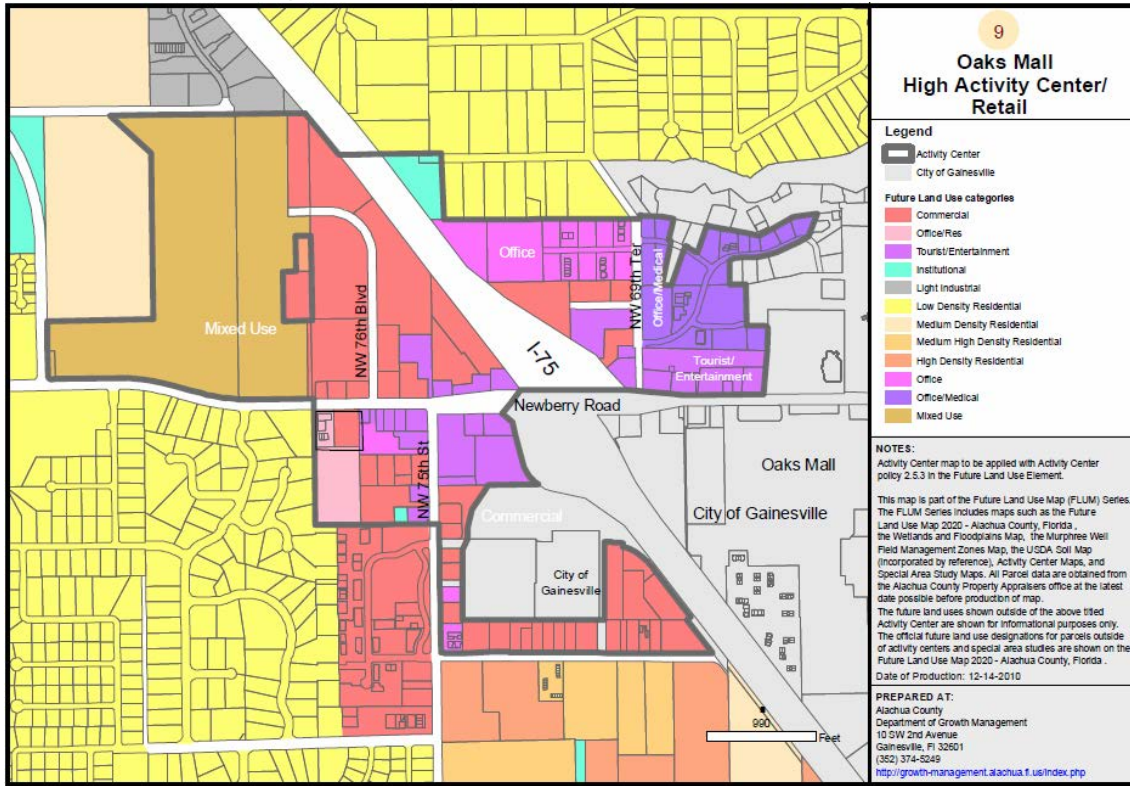 9
Oaks Mall
High Activity Center/
Retail
Legend
Activity Center
City of Gainesville
Future Land Use categories
Commercial
Office/Res
Tourist/Entertainment
Institutional
Light Industrial
Low Density Residential
Medium Density Residential
Medium High Density Residential
High Density Residential
Office
Office/Medical
Mixed Use
NOTES:
Activity Center map to be applied with Activity Center
policy 2.5.3 in the Future Land Use Element.
This map is part of the Future Land Use Map (FLUM) Series.
The FLUM Series includes maps such as the Future
Land Use Map 2020 - Alachua County, Florida ,
the Wetlands and Floodplains Map, the Murphree Well
Field Management Zones Map, the USDA Soil Map
(incorporated by reference), Activity Center Maps, and
Special Area Study Maps. All Parcel data are obtained from
the Alachua County Property Appraisers office at the latest
date possible before production of map.
The future land uses shown outside of the above titled
Activity Center are shown for informational purposes only.
The official future land use designations for parcels outside
of activity centers and special area studies are shown on the
Future Land Use Map 2020 - Alachua County, Florida .
Date of Production: 12-14-2010
PREPARED AT:
Alachua County
Department of Growth Management
10 SW 2nd Avenue
Gainesville, Fl 32601
(352) 374-5249
http://growth-management.alachua.fl.us/index.php
Office
NW 69th Ter
Office/Medical
Mixed Use
NW 76th Blvd
I-75
Tourist/
Entertainment
Newberry Road
NW 75th St
Oaks Mall
Commercial
City of Gainesville
City of
Gainesville
990
Feet